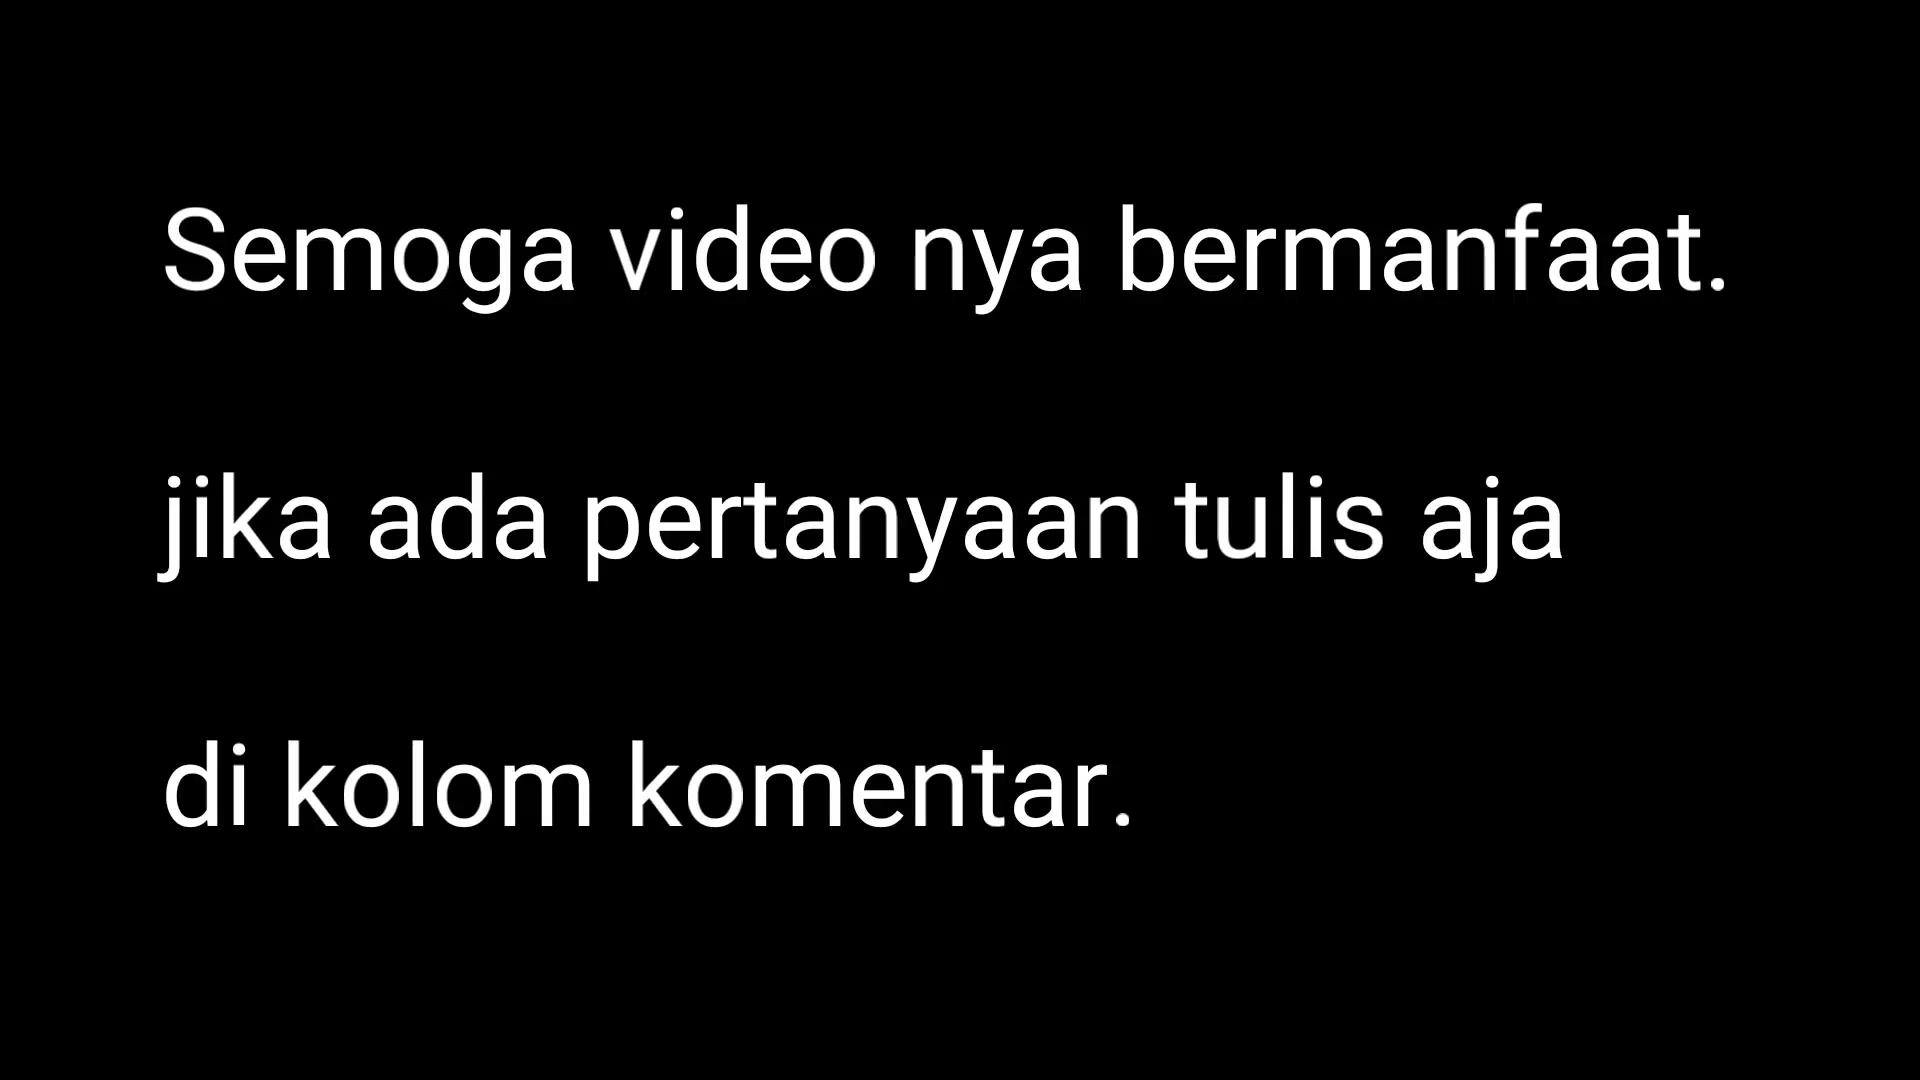 Semoga video nya bermanfaat.
jika ada pertanyaan tulis aja
di kolom komentar.